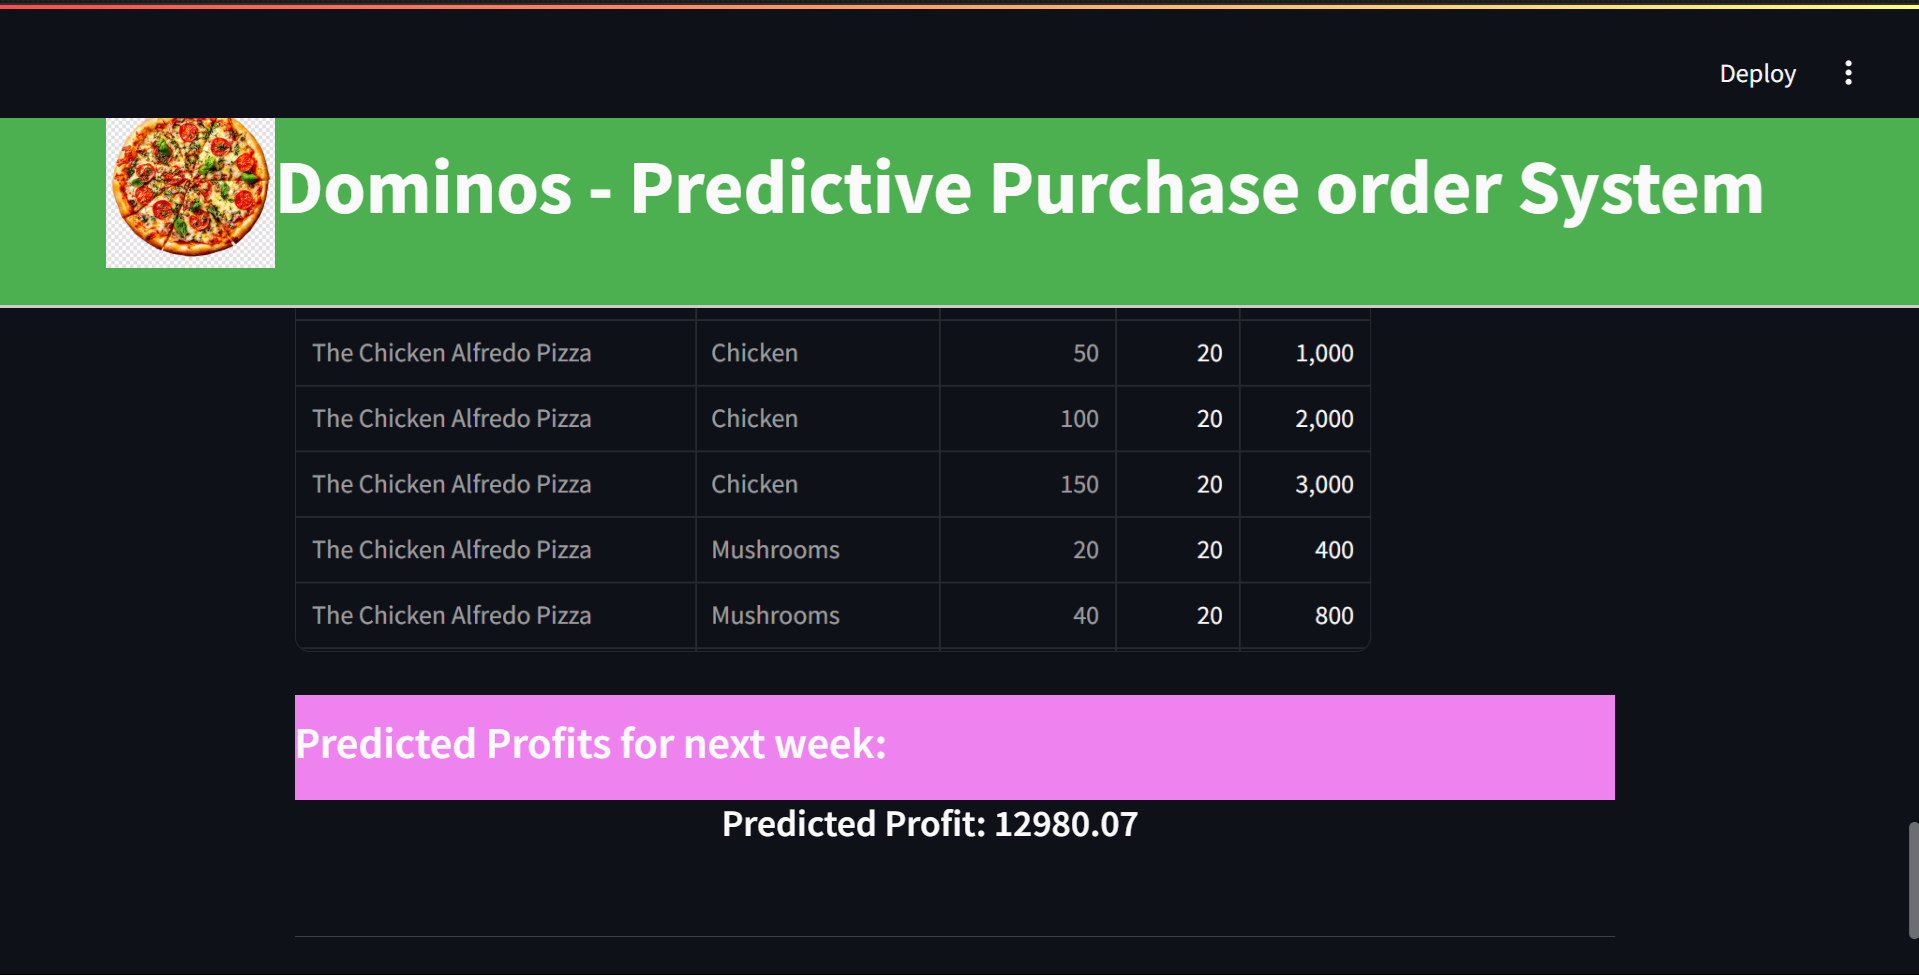 Deploy
Dominos - Predictive Purchase order System
The Chicken Alfredo Pizza Chicken 50 20 1,000
The Chicken Alfredo Pizza Chicken 100 20 2,000
The Chicken Alfredo Pizza Chicken 150 20 3,000
The Chicken Alfredo Pizza Mushrooms 20 20 400
The Chicken Alfredo Pizza Mushrooms 40 20 800
Predicted Profits for next week:
Predicted Profit: 12980.07